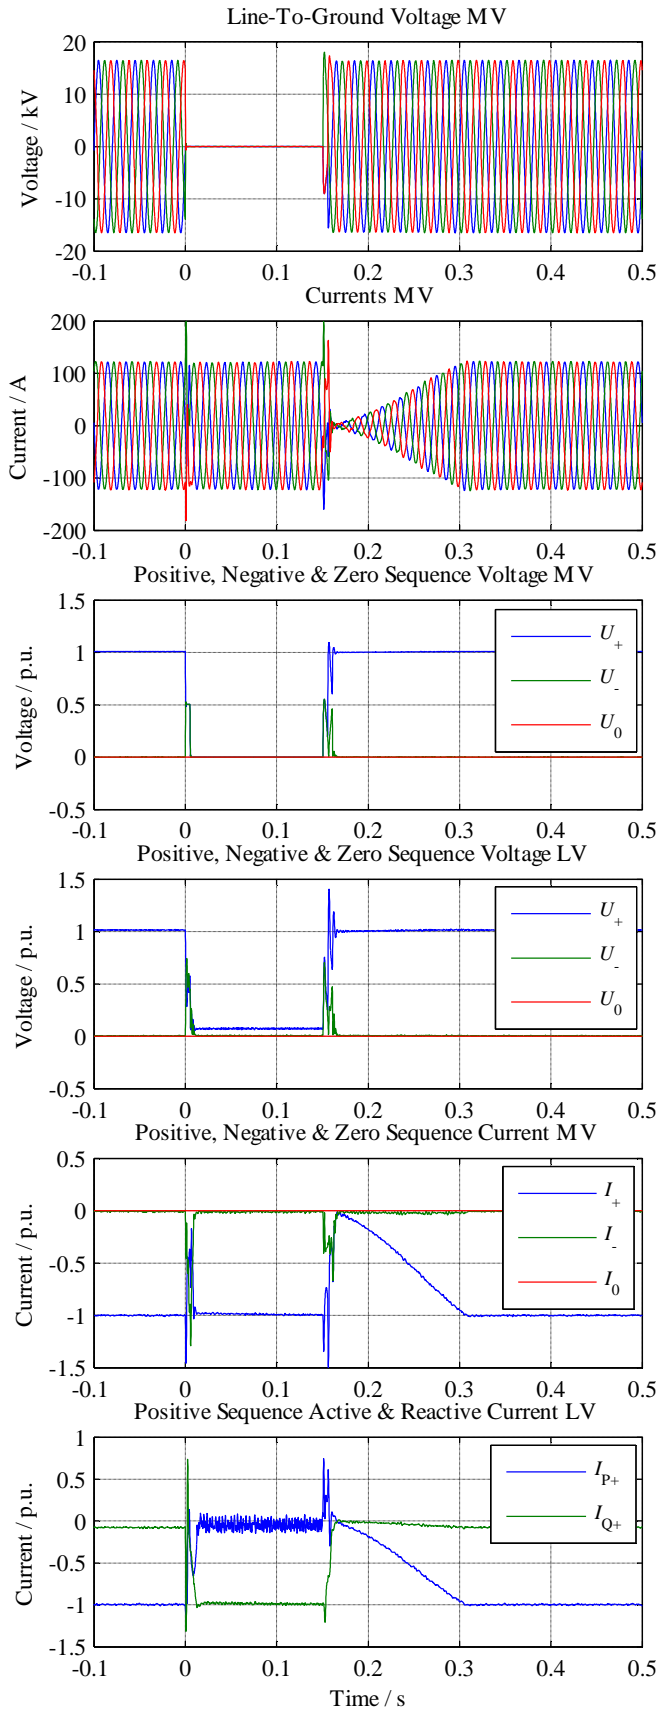 Line-To-Ground Voltage MV
20
10
0
-10
-20
Voltage / kV
-0.1 0 0.1 0.2 0.3 0.4 0.5
Currents MV
200
100
0
-100
-200
Current / A
-0.1 0 0.1 0.2 0.3 0.4 0.5
Positive, Negative & Zero Sequence Voltage MV
1.5
1
0.5
0
-0.5
Voltage / p.u.
U+
U-
U0
-0.1 0 0.1 0.2 0.3 0.4 0.5
Positive, Negative & Zero Sequence Voltage LV
1.5
1
0.5
0
-0.5
Voltage / p.u.
U+
U-
U0
-0.1 0 0.1 0.2 0.3 0.4 0.5
Positive, Negative & Zero Sequence Current MV
0.5
0
-0.5
-1
-1.5
Current / p.u.
I+
I-
I0
-0.1 0 0.1 0.2 0.3 0.4 0.5
Positive Sequence Active & Reactive Current LV
1
0.5
0
-0.5
-1
-1.5
Current / p.u.
IP+
IQ+
-0.1 0 0.1 0.2 0.3 0.4 0.5
Time / s